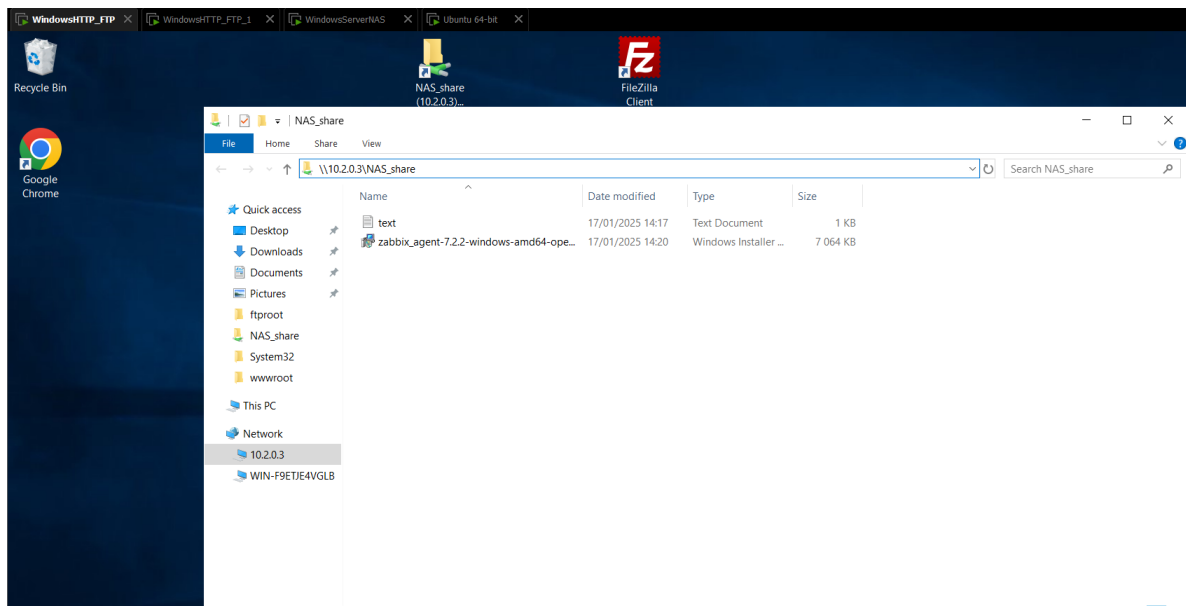 WindowsHTTP_FTP WindowsHTTP_FTP_1 WindowsServerNAS Ubuntu 64-bit
Recycle Bin
NAS_share
(10.2.0.3)...
Fz
FileZilla
Client
Google
Chrome
NAS_share
File Home Share View
\\10.2.0.3\NAS_share
Search NAS_share
Name Date modified Type Size
text 17/01/2025 14:17 Text Document 1 KB
zabbix_agent-7.2.2-windows-amd64-ope... 17/01/2025 14:20 Windows Installer ... 7 064 KB
Quick access
Desktop
Downloads
Documents
Pictures
ftproot
NAS_share
System32
wwwroot
This PC
Network
10.2.0.3
WIN-F9ETJE4VGLB